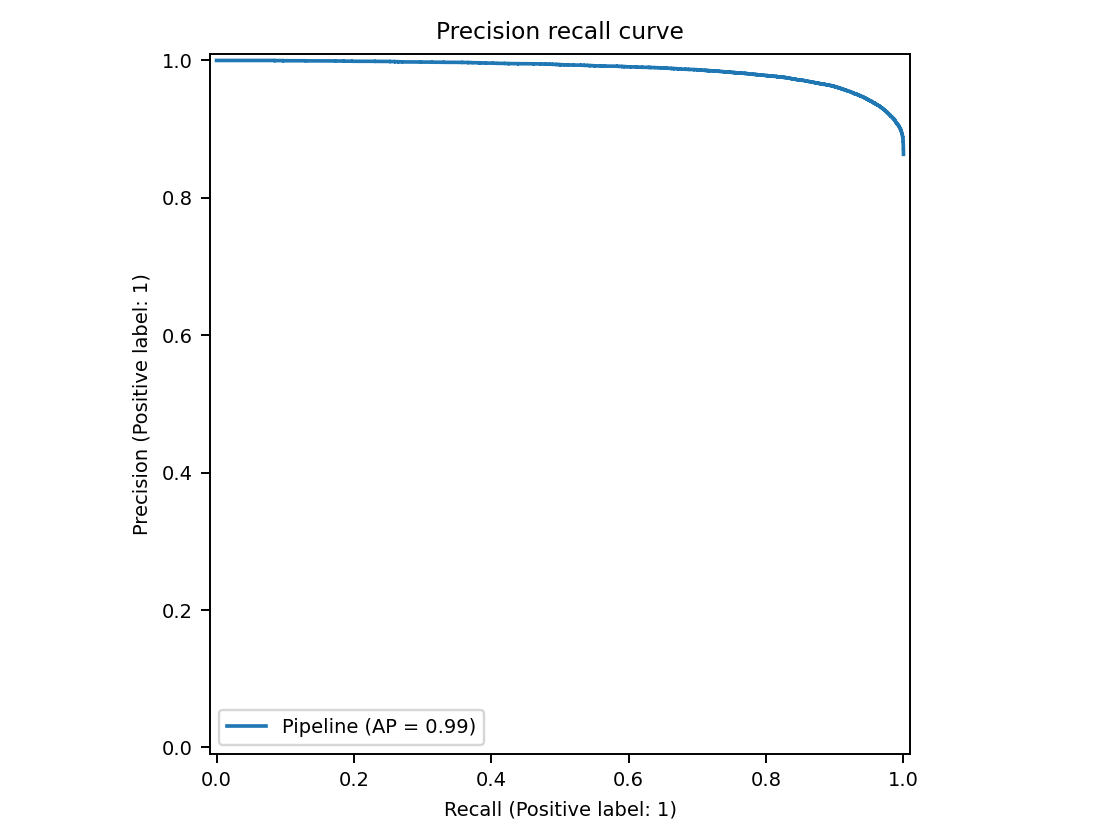 Precision recall curve
1.0
0.8
0.6
0.4
0.2
0.0
Precision (Positive label: 1)
Pipeline (AP = 0.99)
0.0 0.2 0.4 0.6 0.8 1.0
Recall (Positive label: 1)